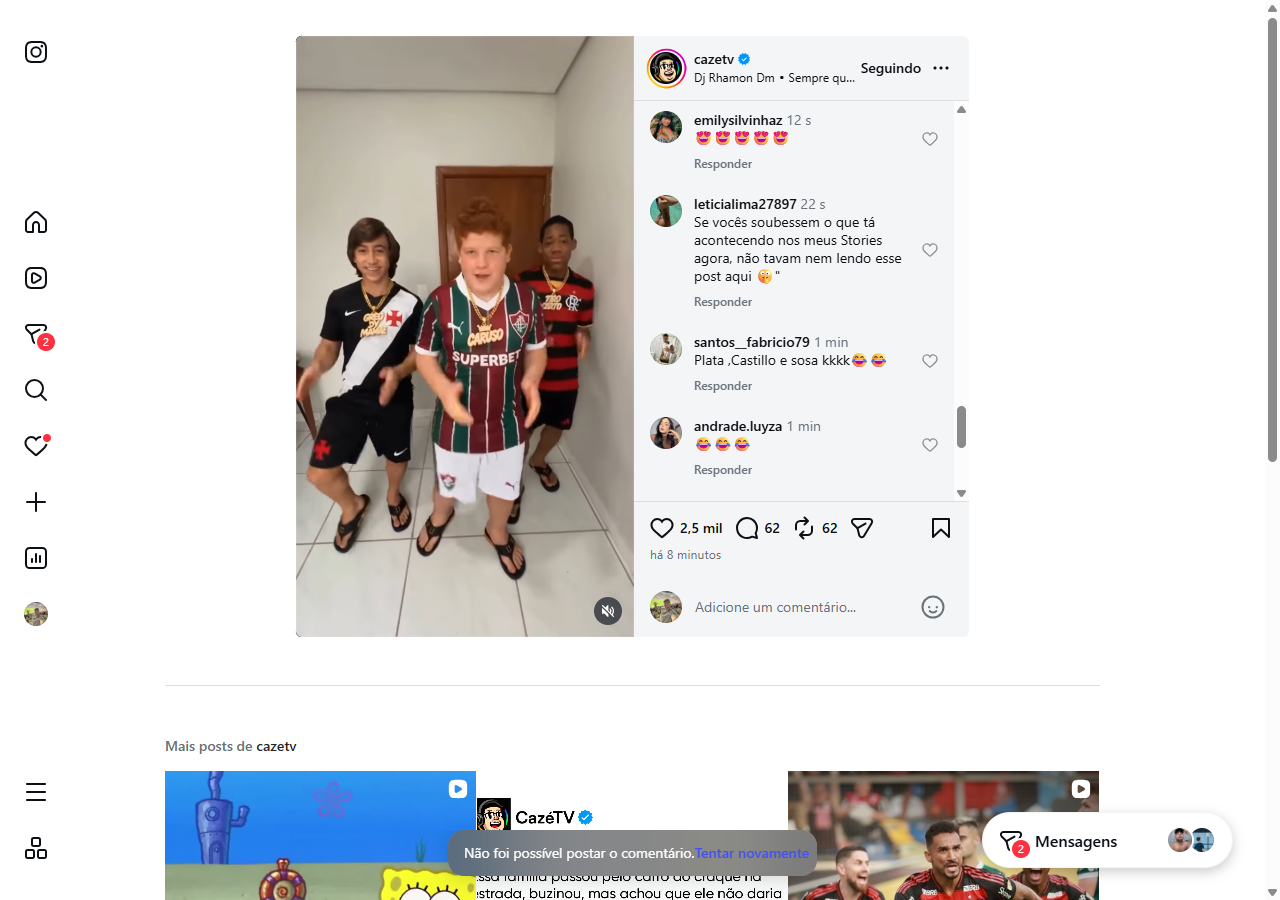 cazetv
Dj Rhamon Dm • Sempre qu...
Seguindo
emilysilvinhaz 12 s
😍😍😍😍😍
Responder
leticialima27897 22 s
Se vocês soubessem o que tá
acontecendo nos meus Stories
agora, não tavam nem lendo esse
post aqui 🫣"
Responder
santos__fabricio79 1 min
Plata ,Castillo e sosa kkkk😂😂
Responder
andrade.luyza 1 min
😂😂😂
Responder
2,5 mil
62
62
há 8 minutos
Adicione um comentário...
CARUSO
SUPERBET
2
Mais posts de cazetv
CazéTV
Não foi possível postar o comentário.Tentar novamente
essa família passou pelo carro do craque na
estrada, buzinou, mas achou que ele não daria
2
Mensagens